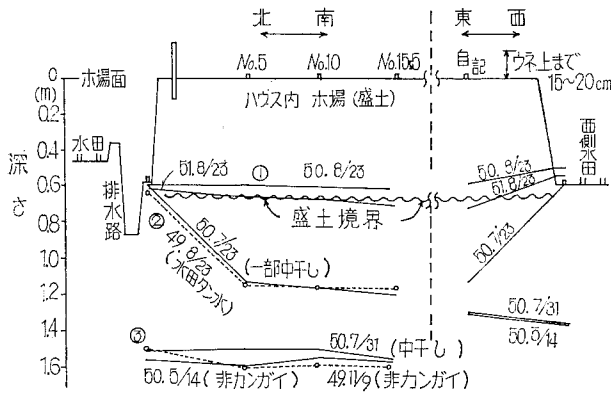 北 南
東 西
No.5
No.10
No.15.5
自記
ウネ上まで
15~20cm
0
(m)
0.2
0.4
0.6
0.8
1.0
1.2
1.4
1.6
深さ
ホ場面
ハウス内 ホ場(盛土)
水田
排水路
西側水田
51.8/23
①
50.8/23
50.8/23
51.8/23
盛土境界
②
50.7/23
(一部中干し)
49.8/23
(水田タン水)
50.7/23
50.7/31
50.5/14
③
50.7/31(中干し)
50.5/14(非カンガイ)
49.11/9(非カンガイ)